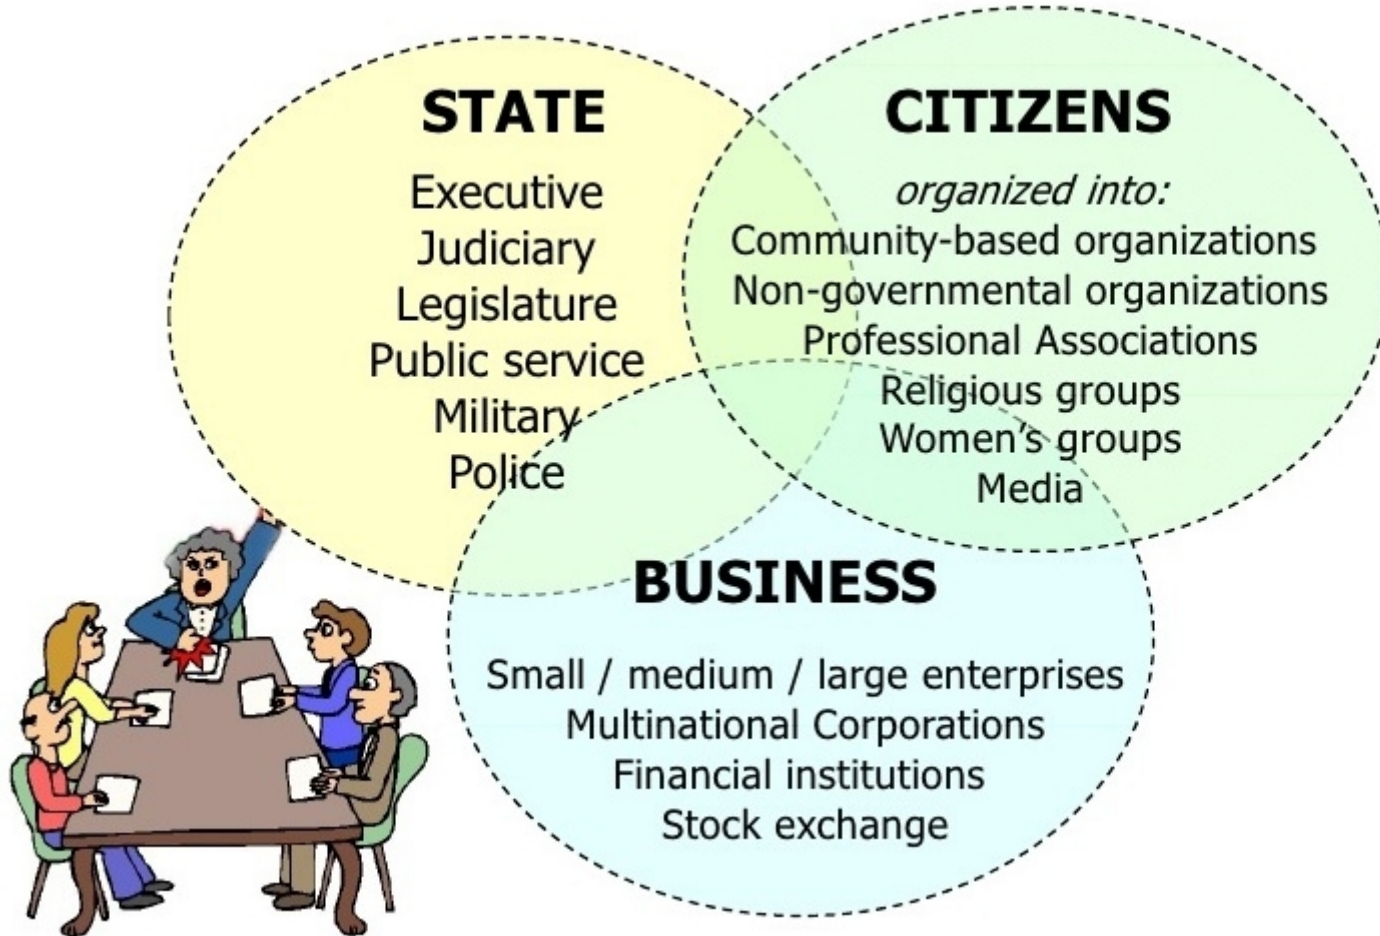 STATE
Executive
Judiciary
Legislature
Public service
Military
Police
CITIZENS
organized into:
Community-based organizations
Non-governmental organizations
Professional Associations
Religious groups
Women's groups
Media
BUSINESS
Small / medium / large enterprises
Multinational Corporations
Financial institutions
Stock exchange